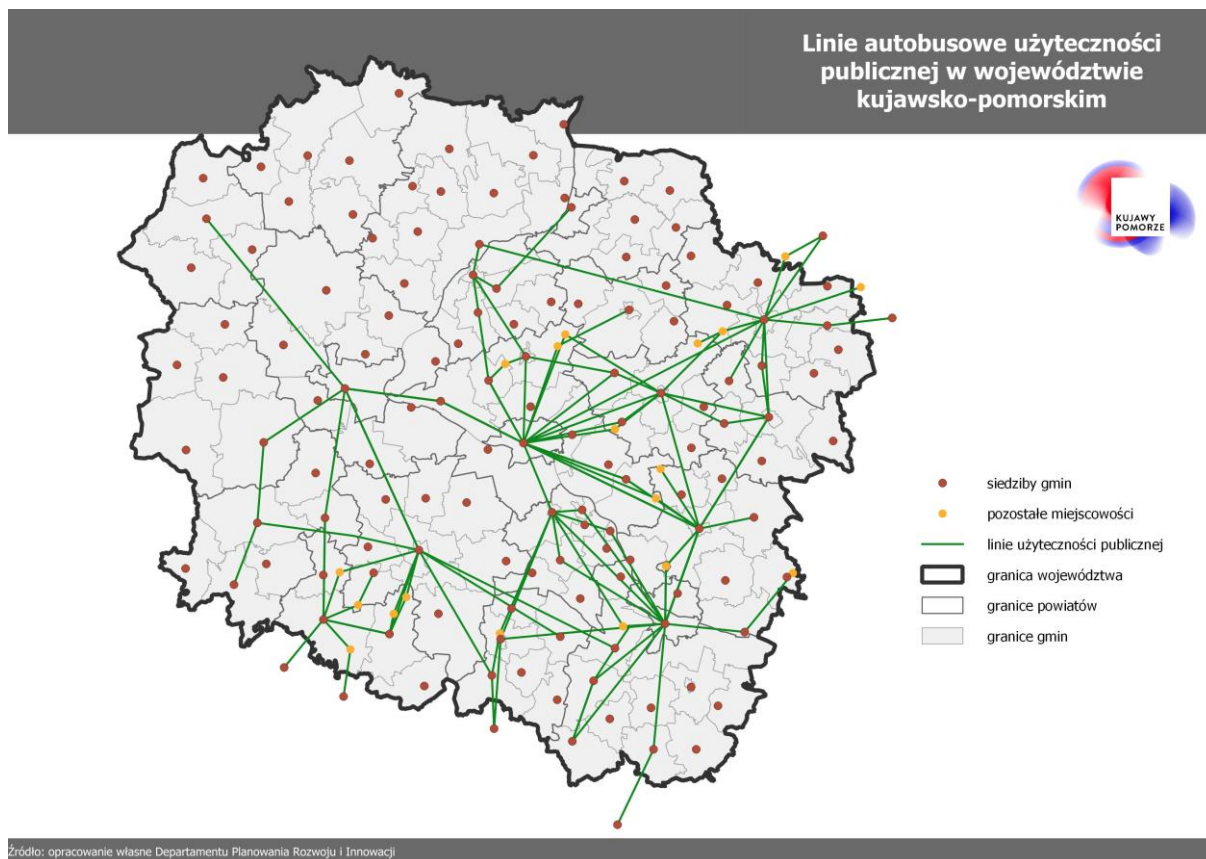 Linie autobusowe użyteczności
publicznej w województwie
kujawsko-pomorskim
KUJAWY
POMORZE
siedziby gmin
pozostałe miejscowości
linie użyteczności publicznej
granica województwa
granice powiatów
granice gmin
Źródło: opracowanie własne Departamentu Planowania Rozwoju i Innowacji